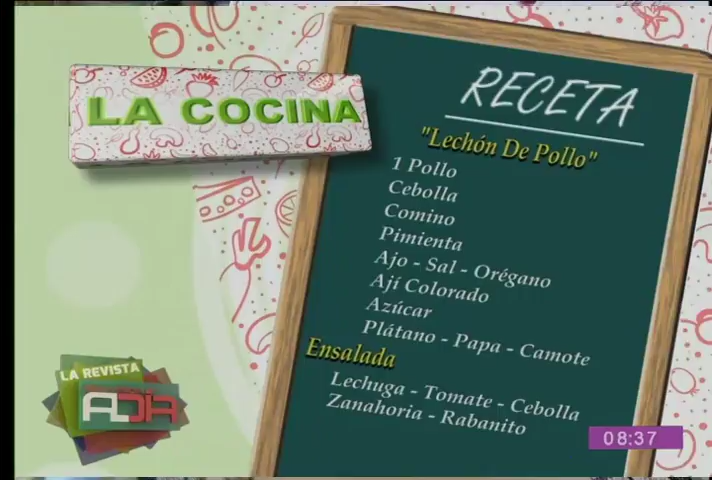 LA COCINA
RECETA
"Lechón De Pollo"
1 Pollo
Cebolla
Comino
Pimienta
Ajo - Sal - Orégano
Ají Colorado
Azúcar
Plátano - Papa - Camote
Ensalada
Lechuga - Tomate - Cebolla
Zanahoria - Rabanito
LA REVISTA
ALDIA
08:37